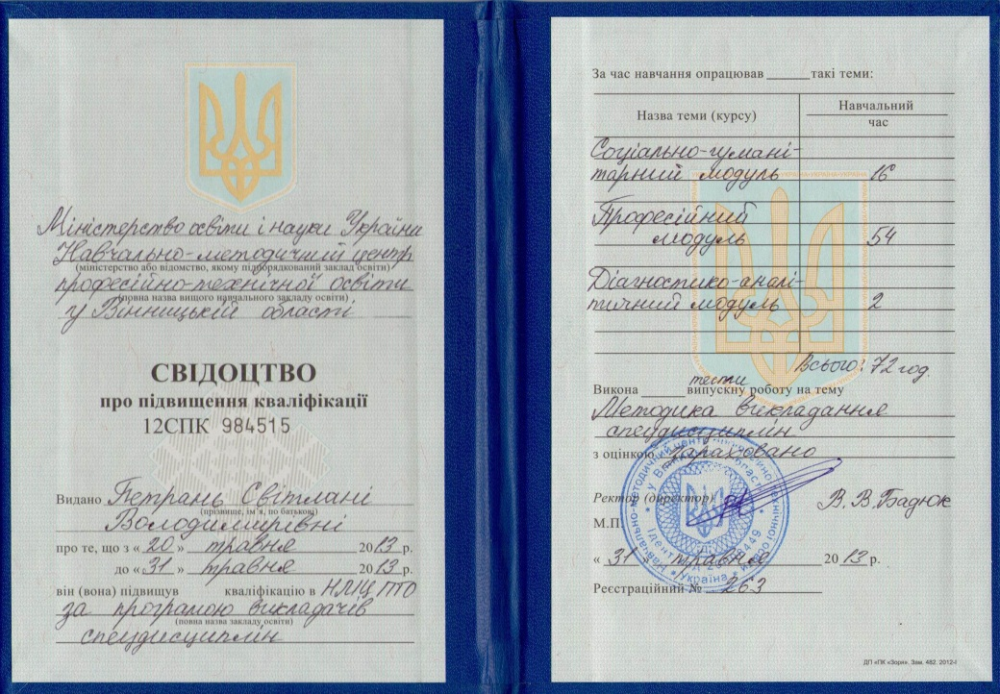 Міністерство освіти і науки України
Навчально-методичний центр
(міністерство або відомство, якому підпорядкований заклад освіти)
професійно-технічної освіти
(повна назва вищого навчального закладу освіти)
у Вінницькій області
СВІДОЦТВО
про підвищення кваліфікації
12СПК 984515
Видано Петрань Світлані
(прізвище, ім'я, по батькові)
Володимирівні
про те, що з « 20 » травня 2013 р.
до « 31 » травня 2013 р.
він (вона) підвищув кваліфікацію в НМЦ ПТО
за програмою викладачів
(повна назва закладу освіти)
спецдисциплін
За час навчання опрацював ______ такі теми:
Назва теми (курсу)
Навчальний
час
Соціально-гумані-
тарний модуль 16
Професійний
модуль 54
Діагностико-аналі-
тичний модуль 2
Всього: 72 год.
тести
Викона ______ випускну роботу на тему
Методика викладання
спецдисциплін
з оцінкою Зараховано
Ректор (директор) В. В. Бадюк
М.П.
« 31 » травня 2013 р.
Реєстраційний № 263
ДП «ПК «Зоря». Зам. 482. 2012-І